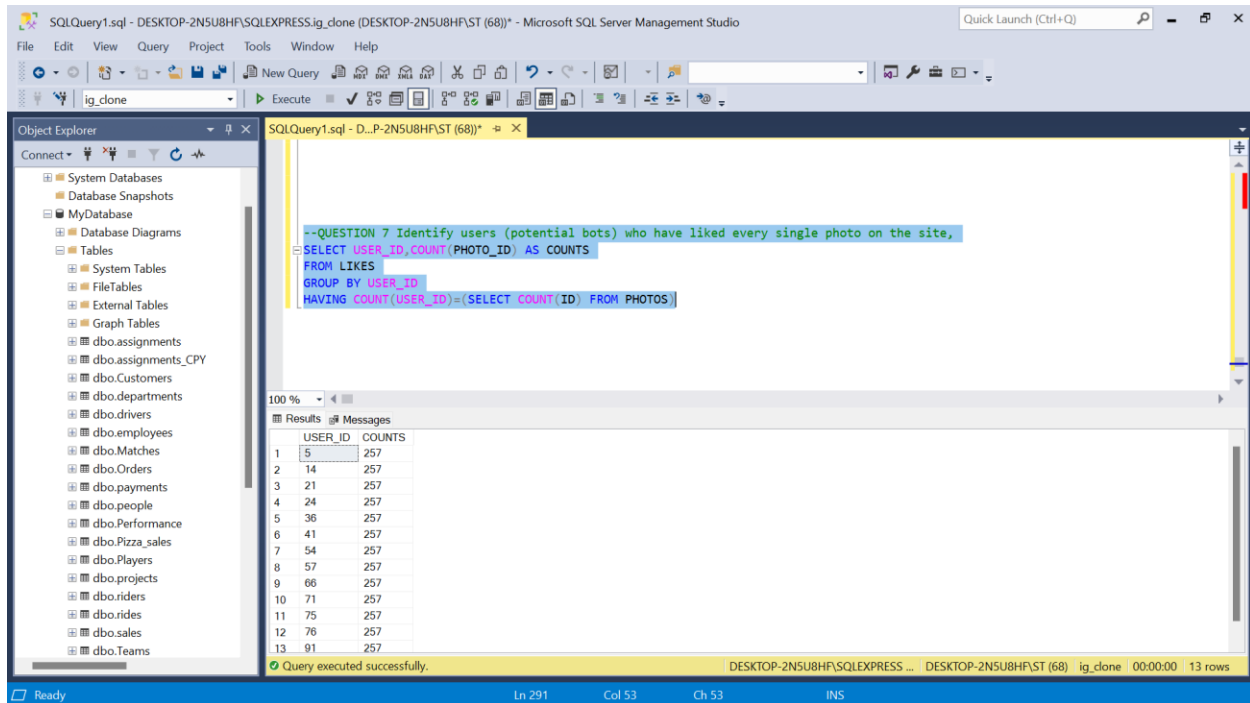 SQLQuery1.sql - DESKTOP-2N5U8HF\SQLEXPRESS.ig_clone (DESKTOP-2N5U8HF\ST (68))* - Microsoft SQL Server Management Studio
Quick Launch (Ctrl+Q)
File Edit View Query Project Tools Window Help
New Query MDX DMX XMLA DAX
ig_clone Execute
Object Explorer
SQLQuery1.sql - D...P-2N5U8HF\ST (68))*
Connect
System Databases
Database Snapshots
MyDatabase
Database Diagrams
Tables
System Tables
FileTables
External Tables
Graph Tables
dbo.assignments
dbo.assignments_CPY
dbo.Customers
dbo.departments
dbo.drivers
dbo.employees
dbo.Matches
dbo.Orders
dbo.payments
dbo.people
dbo.Performance
dbo.Pizza_sales
dbo.Players
dbo.projects
dbo.riders
dbo.rides
dbo.sales
dbo.Teams
--QUESTION 7 Identify users (potential bots) who have liked every single photo on the site,
SELECT USER_ID,COUNT(PHOTO_ID) AS COUNTS
FROM LIKES
GROUP BY USER_ID
HAVING COUNT(USER_ID)=(SELECT COUNT(ID) FROM PHOTOS)
100 %
Results Messages
USER_ID COUNTS
1 5 257
2 14 257
3 21 257
4 24 257
5 36 257
6 41 257
7 54 257
8 57 257
9 66 257
10 71 257
11 75 257
12 76 257
13 91 257
Query executed successfully. DESKTOP-2N5U8HF\SQLEXPRESS ... DESKTOP-2N5U8HF\ST (68) ig_clone 00:00:00 13 rows
Ready Ln 291 Col 53 Ch 53 INS